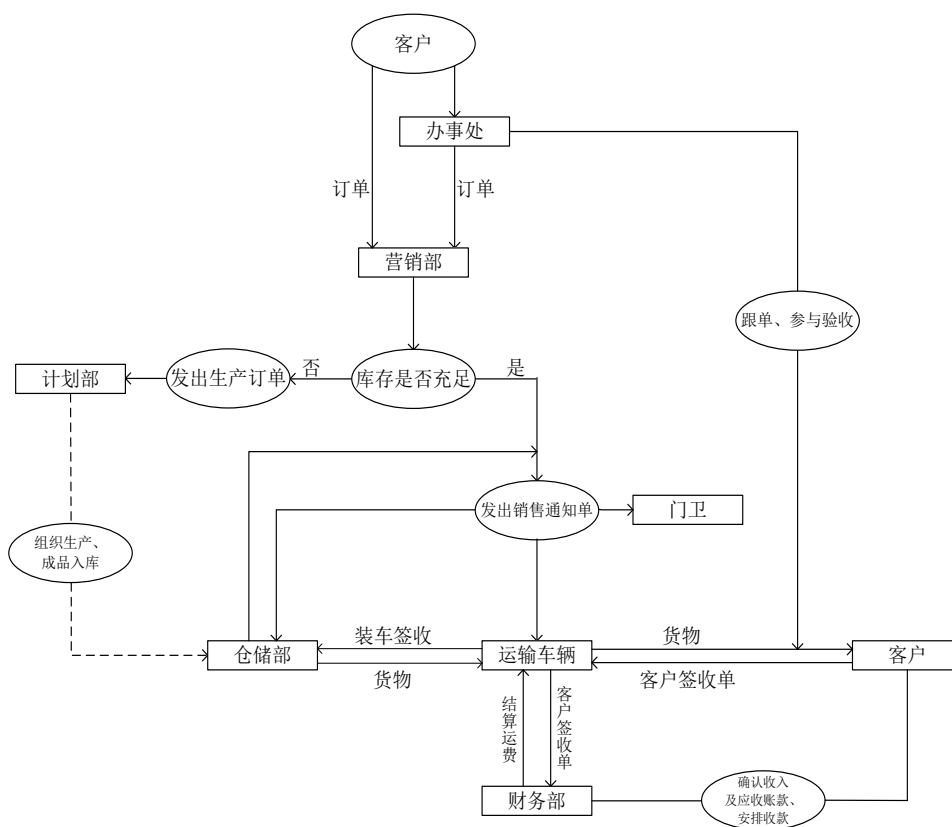 客户
办事处
订单
订单
营销部
跟单、参与验收
计划部
发出生产订单
否
库存是否充足
是
发出销售通知单
门卫
组织生产、
成品入库
仓储部
装车签收
货物
运输车辆
货物
客户签收单
客户
结算运费
客户签收单
财务部
确认收入
及应收账款、
安排收款